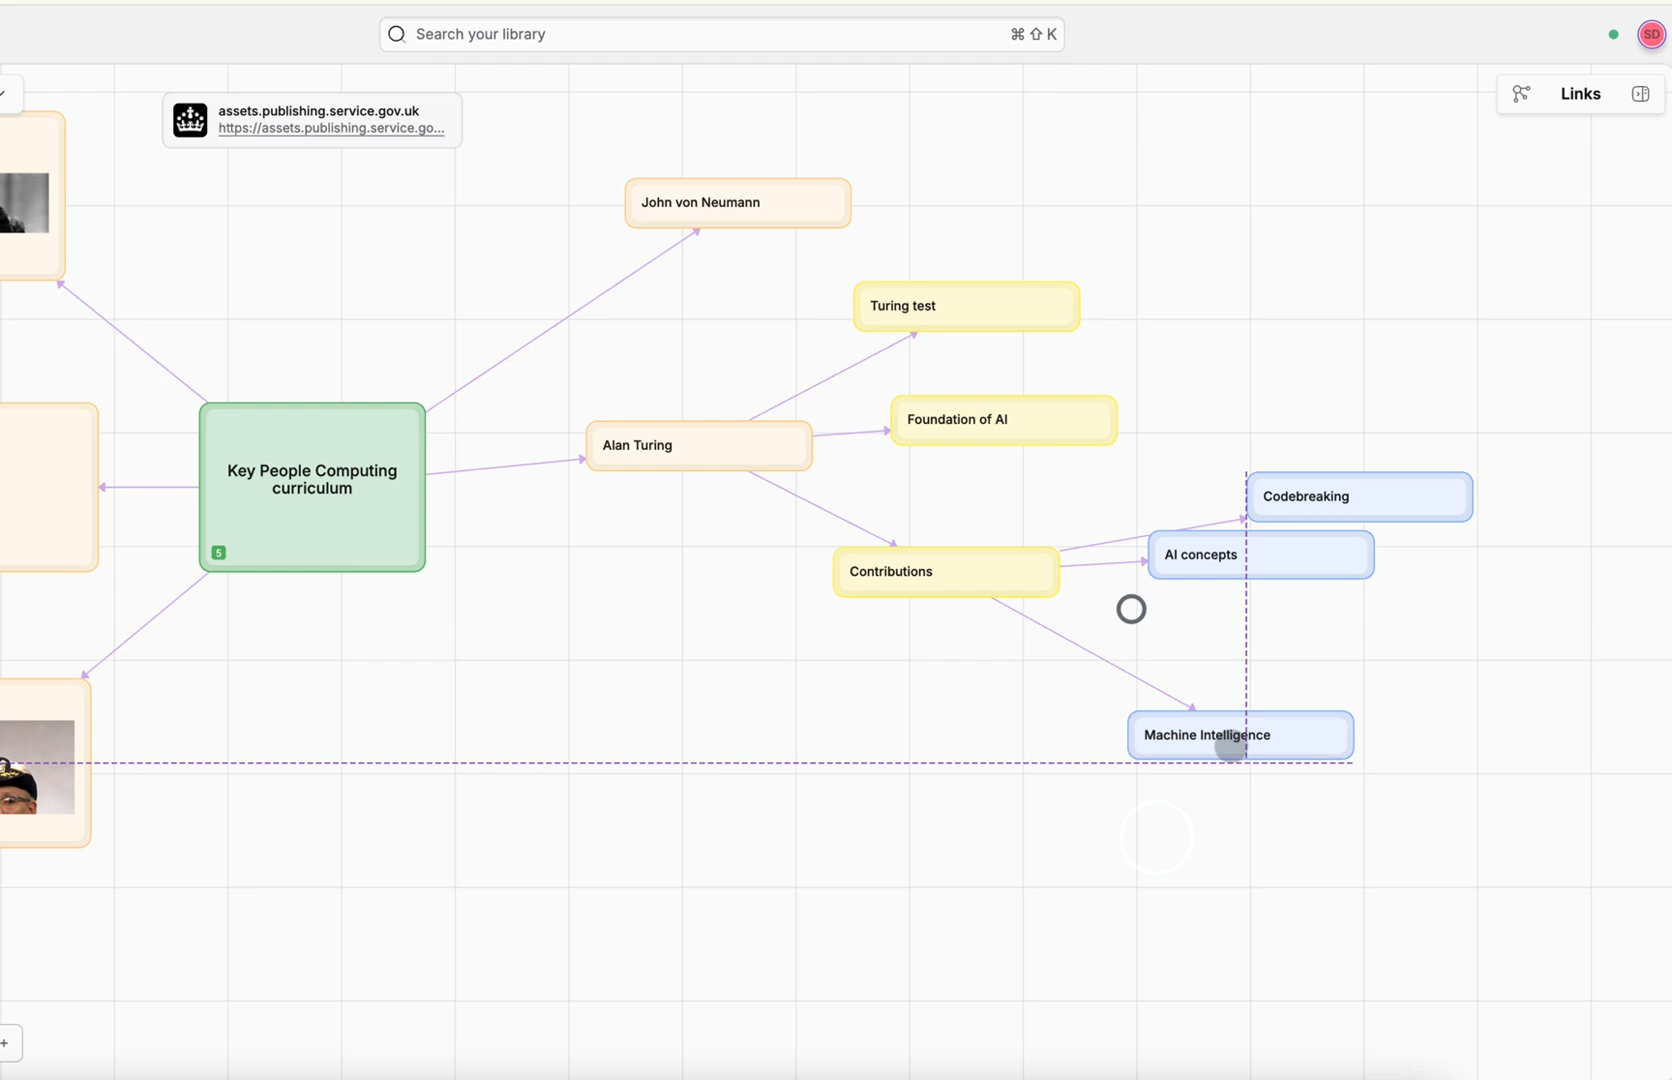 Search your library
⌘ ⇧ K
SD
assets.publishing.service.gov.uk
https://assets.publishing.service.go...
Links
John von Neumann
Turing test
Foundation of AI
Alan Turing
Key People Computing
curriculum
5
Codebreaking
AI concepts
Contributions
Machine Intelligence
+